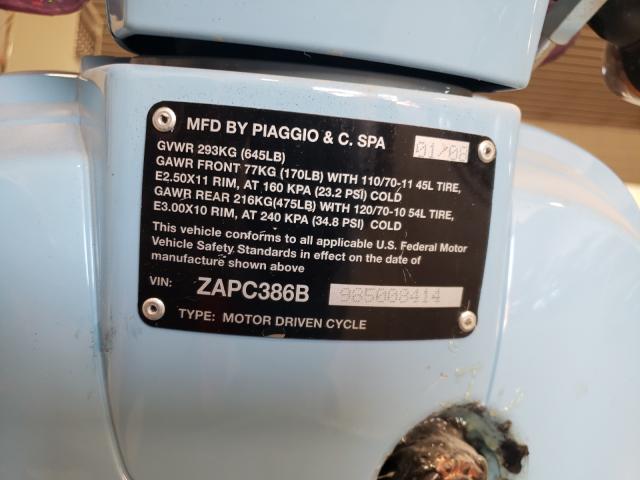 MFD BY PIAGGIO & C. SPA 01/08
GVWR 293KG (645LB)
GAWR FRONT 77KG (170LB) WITH 110/70-11 45L TIRE,
E2.50X11 RIM, AT 160 KPA (23.2 PSI) COLD
GAWR REAR 216KG(475LB) WITH 120/70-10 54L TIRE,
E3.00X10 RIM, AT 240 KPA (34.8 PSI) COLD
This vehicle conforms to all applicable U.S. Federal Motor
Vehicle Safety Standards in effect on the date of
manufacture shown above
VIN: ZAPC386B 985008414
TYPE: MOTOR DRIVEN CYCLE